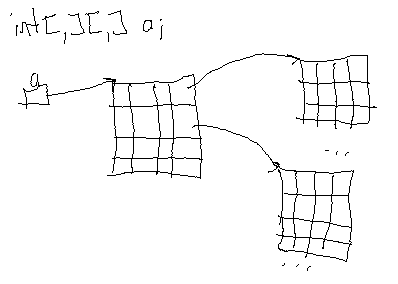 int[,][,] a;
a
...
...